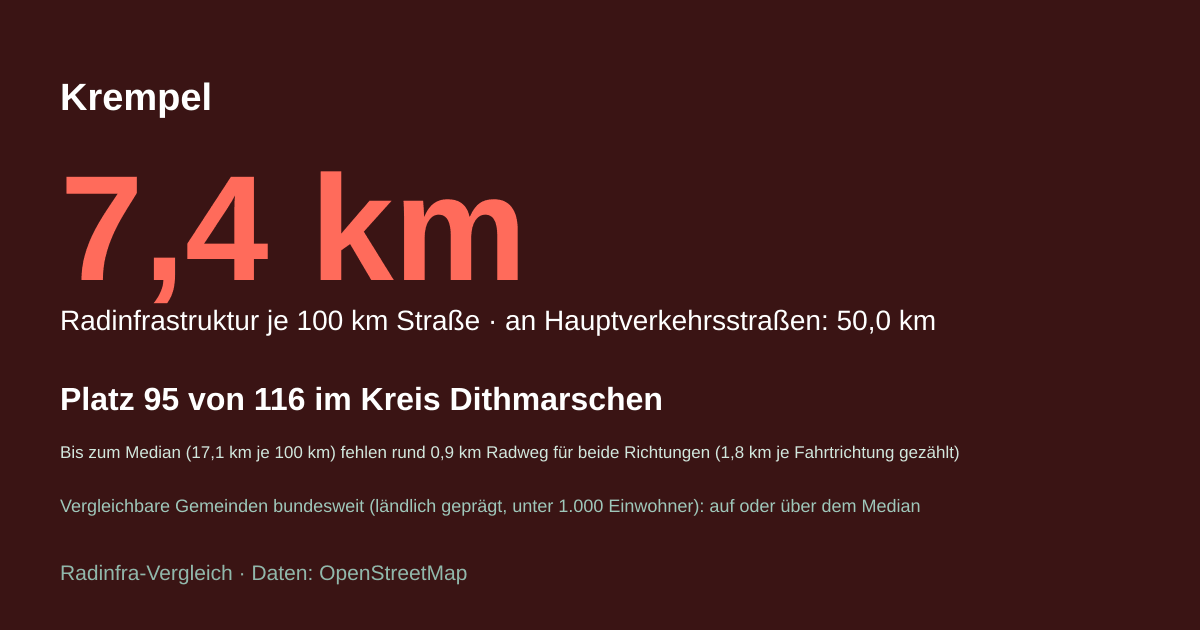 Krempel
7,4 km
Radinfrastruktur je 100 km Straße · an Hauptverkehrsstraßen: 50,0 km
Platz 95 von 116 im Kreis Dithmarschen
Bis zum Median (17,1 km je 100 km) fehlen rund 0,9 km Radweg für beide Richtungen (1,8 km je Fahrtrichtung gezählt)
Vergleichbare Gemeinden bundesweit (ländlich geprägt, unter 1.000 Einwohner): auf oder über dem Median
Radinfra-Vergleich · Daten: OpenStreetMap